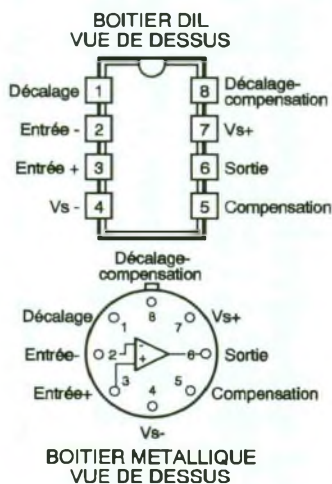 BOITIER DIL
VUE DE DESSUS
Décalage 1
8 Décalage-
compensation
Entrée - 2
7 Vs+
Entrée + 3
6 Sortie
Vs - 4
5 Compensation
Décalage-
compensation
Décalage 1
8
7 Vs+
Entrée- 2 -
6 Sortie
+
Entrée+ 3
4
5 Compensation
Vs-
BOITIER METALLIQUE
VUE DE DESSUS